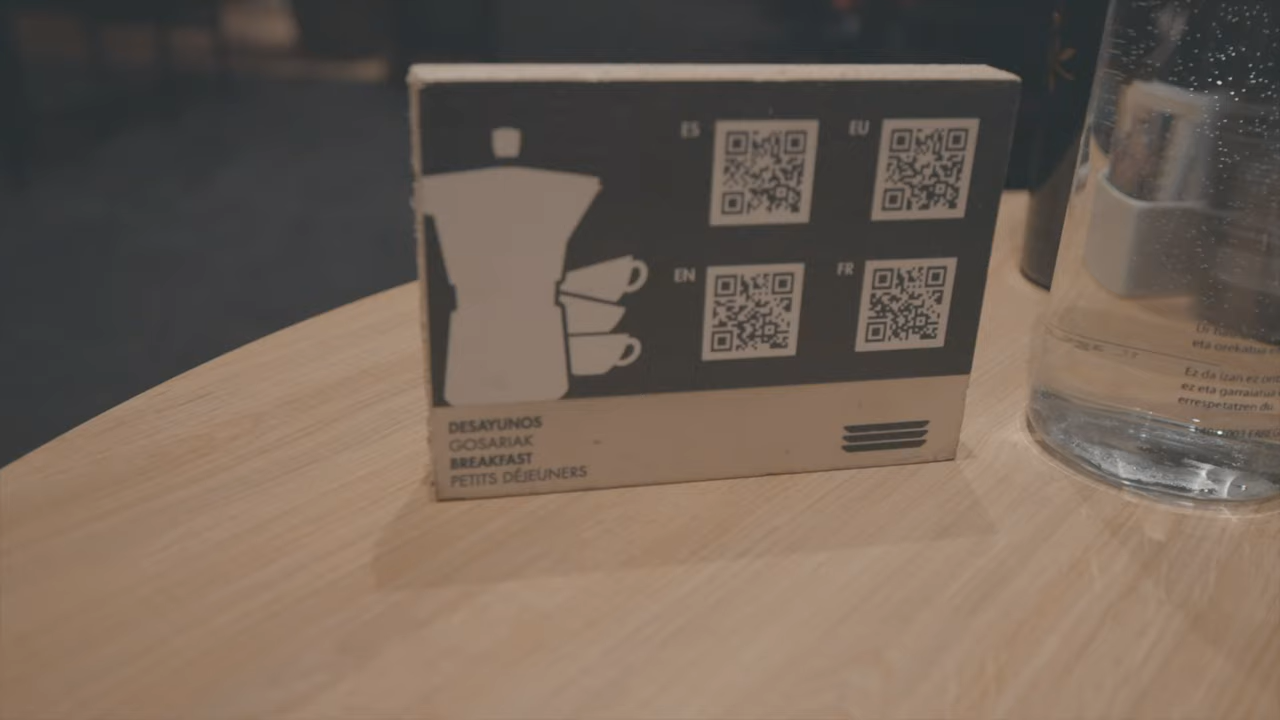 ES
EU
EN
FR
DESAYUNOS
GOSARIAK
BREAKFAST
PETITS DÉJEUNERS
eta orekatua
Ez da izan ez
ez eta garraiatua
errespetatzen du.